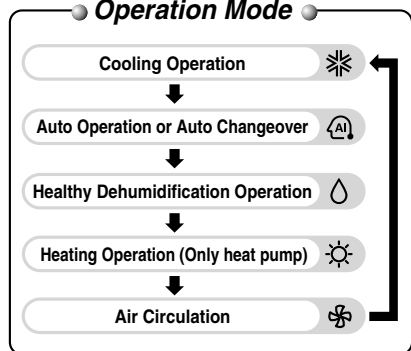 Operation Mode
Cooling Operation
Auto Operation or Auto Changeover
AI
Healthy Dehumidification Operation
Heating Operation (Only heat pump)
Air Circulation